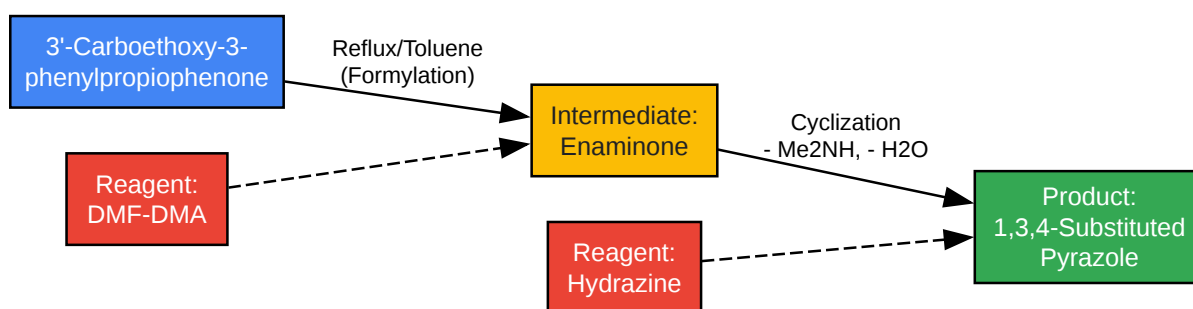 3'-Carboethoxy-3-
phenylpropiophenone
Reflux/Toluene
(Formylation)
Reagent:
DMF-DMA
Intermediate:
Enaminone
Cyclization
- Me2NH, - H2O
Reagent:
Hydrazine
Product:
1,3,4-Substituted
Pyrazole